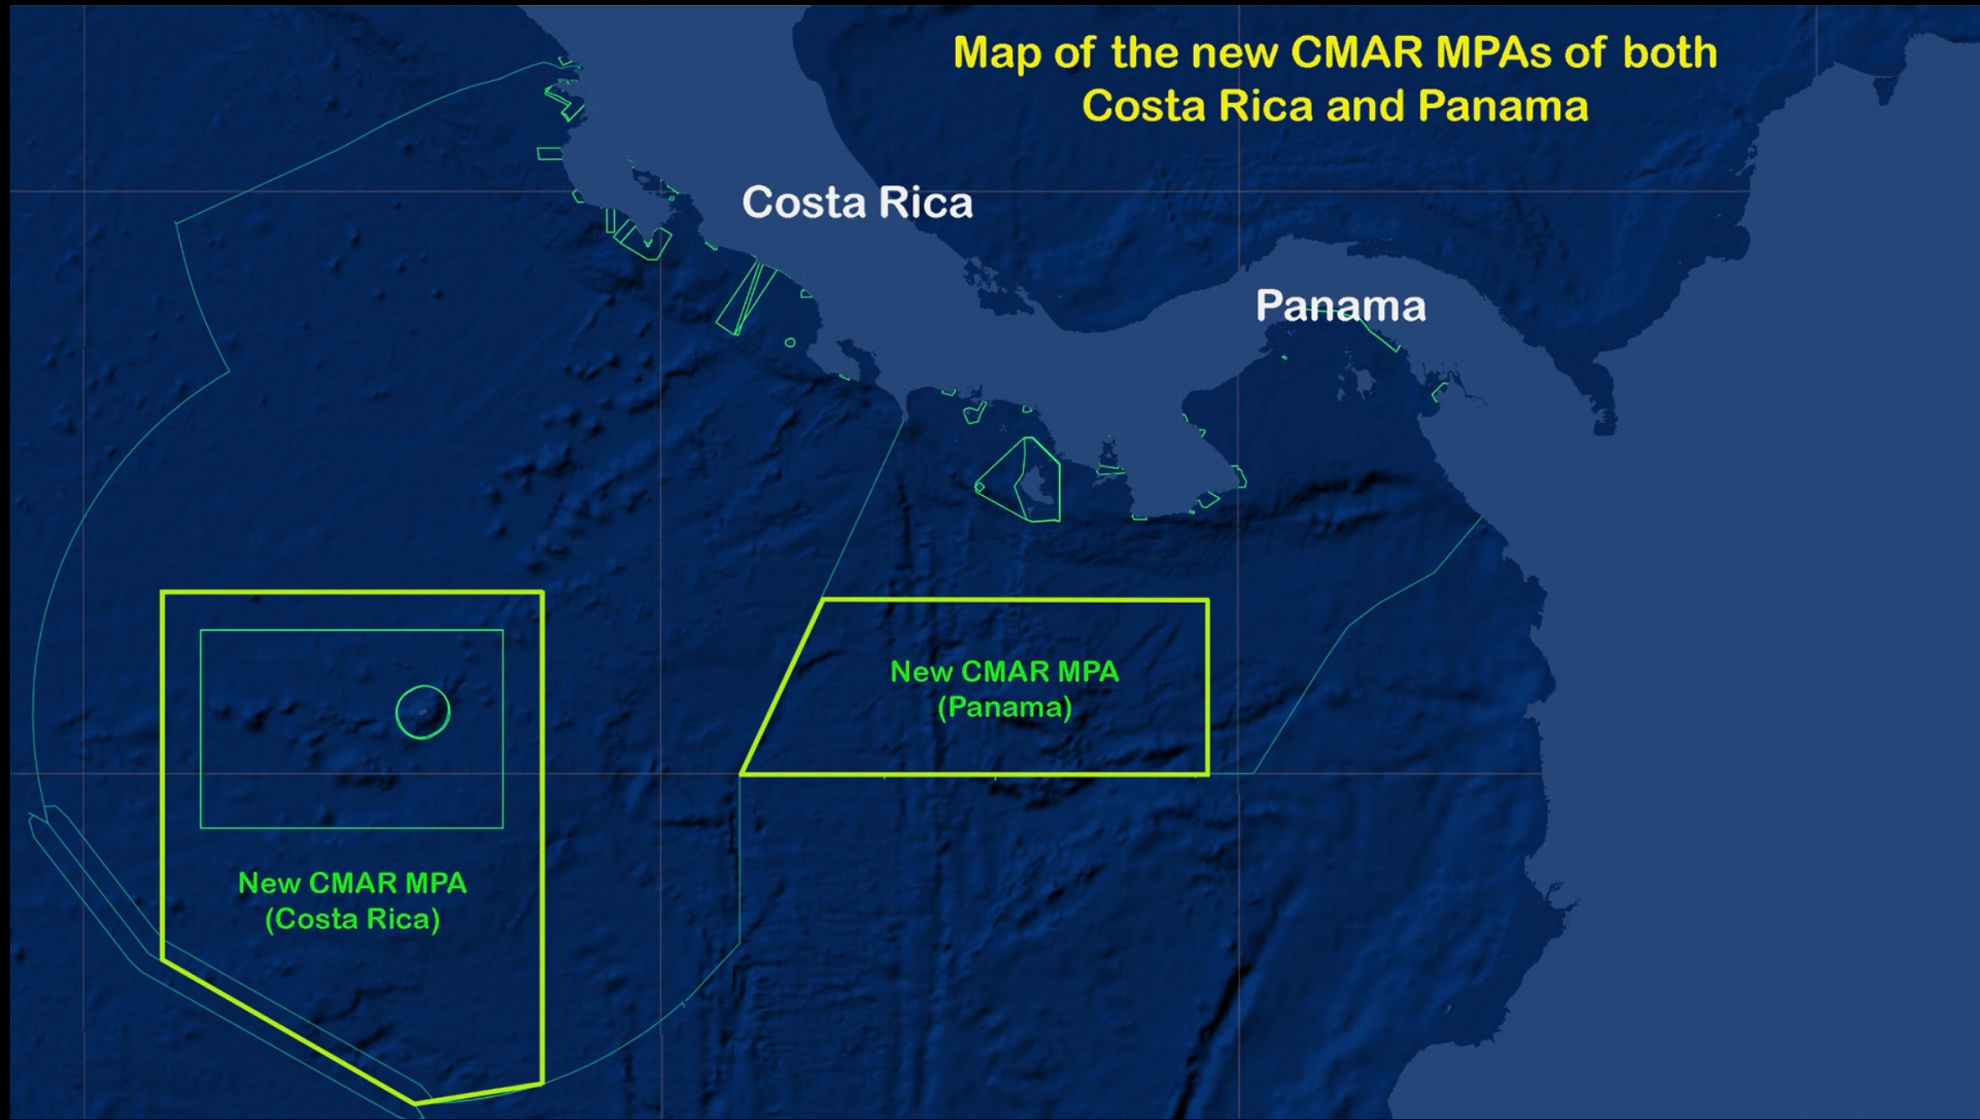 Map of the new CMAR MPAs of both
Costa Rica and Panama
Costa Rica
Panama
New CMAR MPA
(Panama)
New CMAR MPA
(Costa Rica)